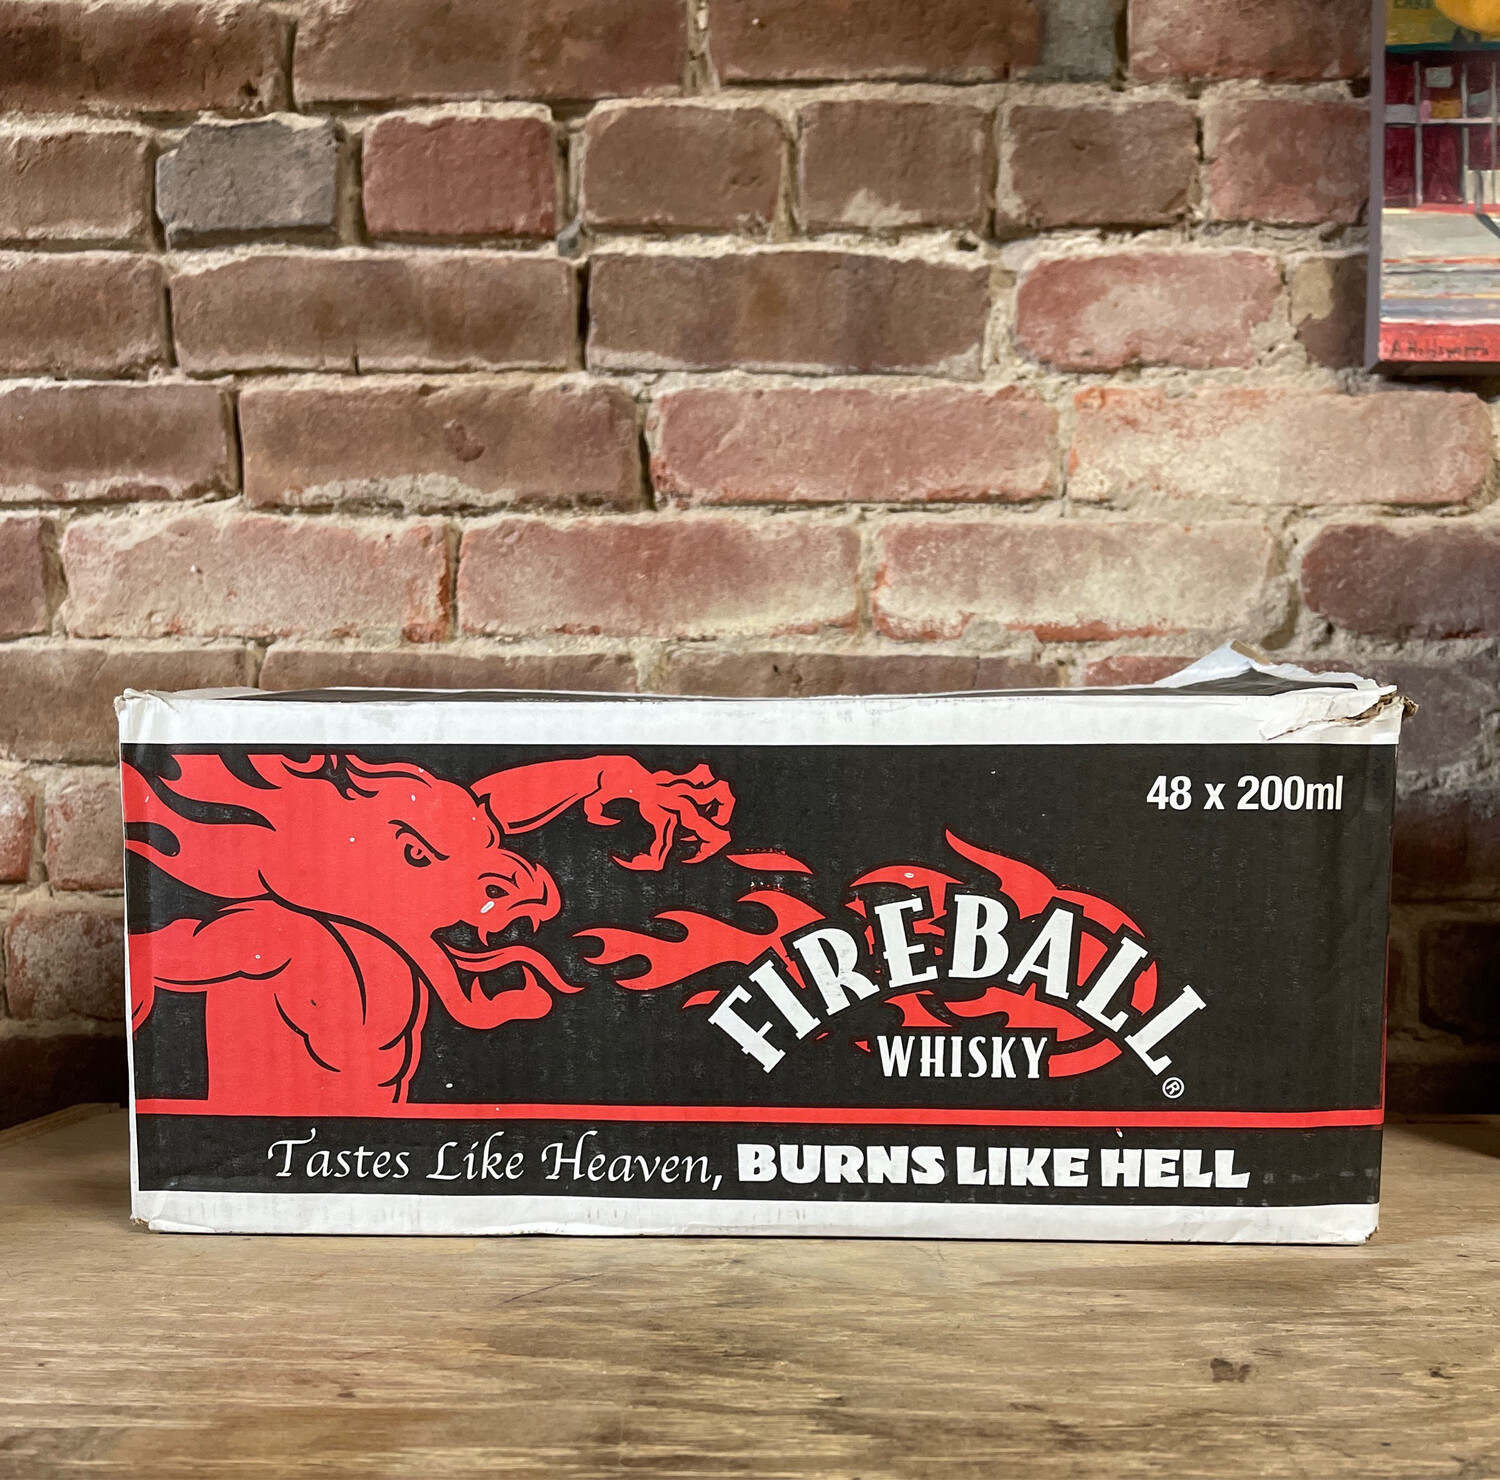 48 x 200ml
FIREBALL
WHISKY
®
Tastes Like Heaven, BURNS LIKE HELL